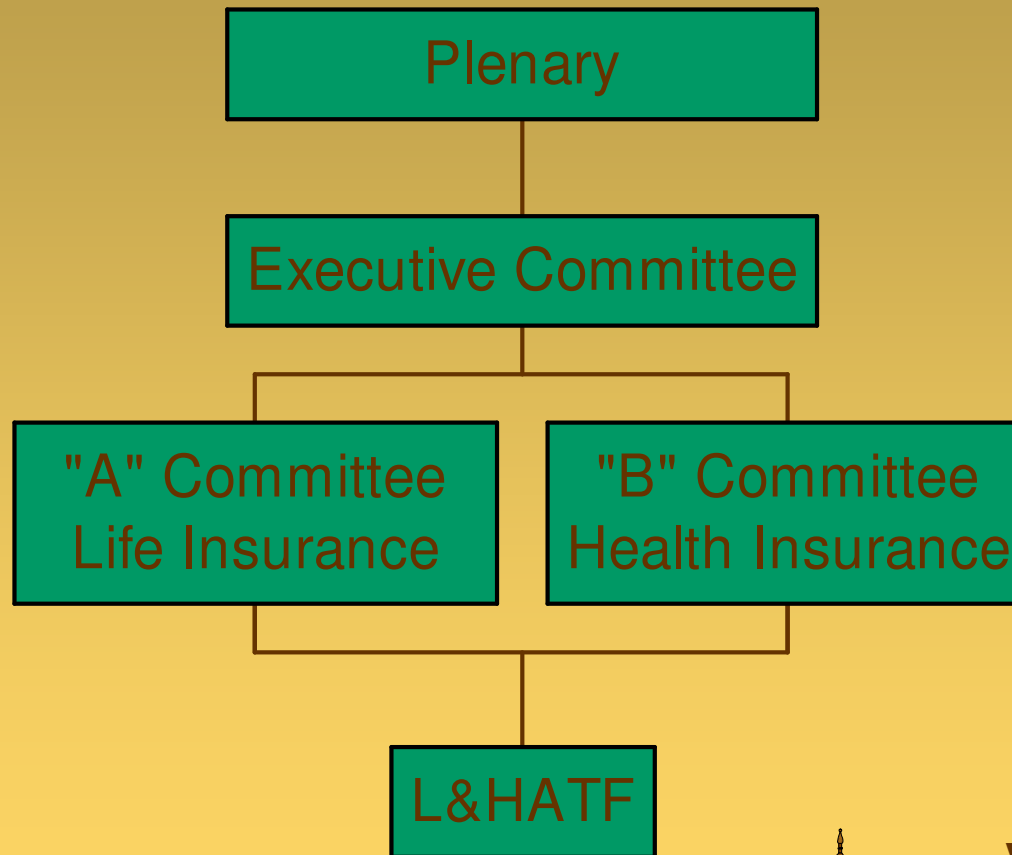 Plenary
Executive Committee
"A" Committee
Life Insurance
"B" Committee
Health Insurance
L&HATF